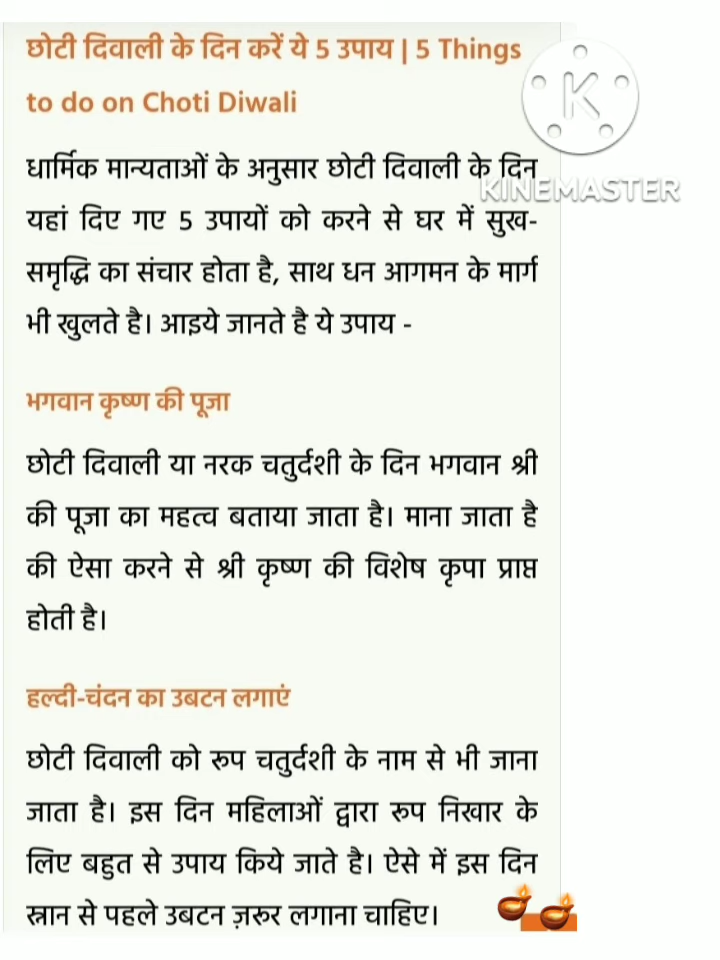 छोटी दिवाली के दिन करें ये 5 उपाय | 5 Things
to do on Choti Diwali
धार्मिक मान्यताओं के अनुसार छोटी दिवाली के दिन
KINEMASTER
यहां दिए गए 5 उपायों को करने से घर में सुख-
समृद्धि का संचार होता है, साथ धन आगमन के मार्ग
भी खुलते है। आइये जानते है ये उपाय -
भगवान कृष्ण की पूजा
छोटी दिवाली या नरक चतुर्दशी के दिन भगवान श्री
की पूजा का महत्व बताया जाता है। माना जाता है
की ऐसा करने से श्री कृष्ण की विशेष कृपा प्राप्त
होती है।
हल्दी-चंदन का उबटन लगाएं
छोटी दिवाली को रूप चतुर्दशी के नाम से भी जाना
जाता है। इस दिन महिलाओं द्वारा रूप निखार के
लिए बहुत से उपाय किये जाते है। ऐसे में इस दिन
स्नान से पहले उबटन ज़रूर लगाना चाहिए।